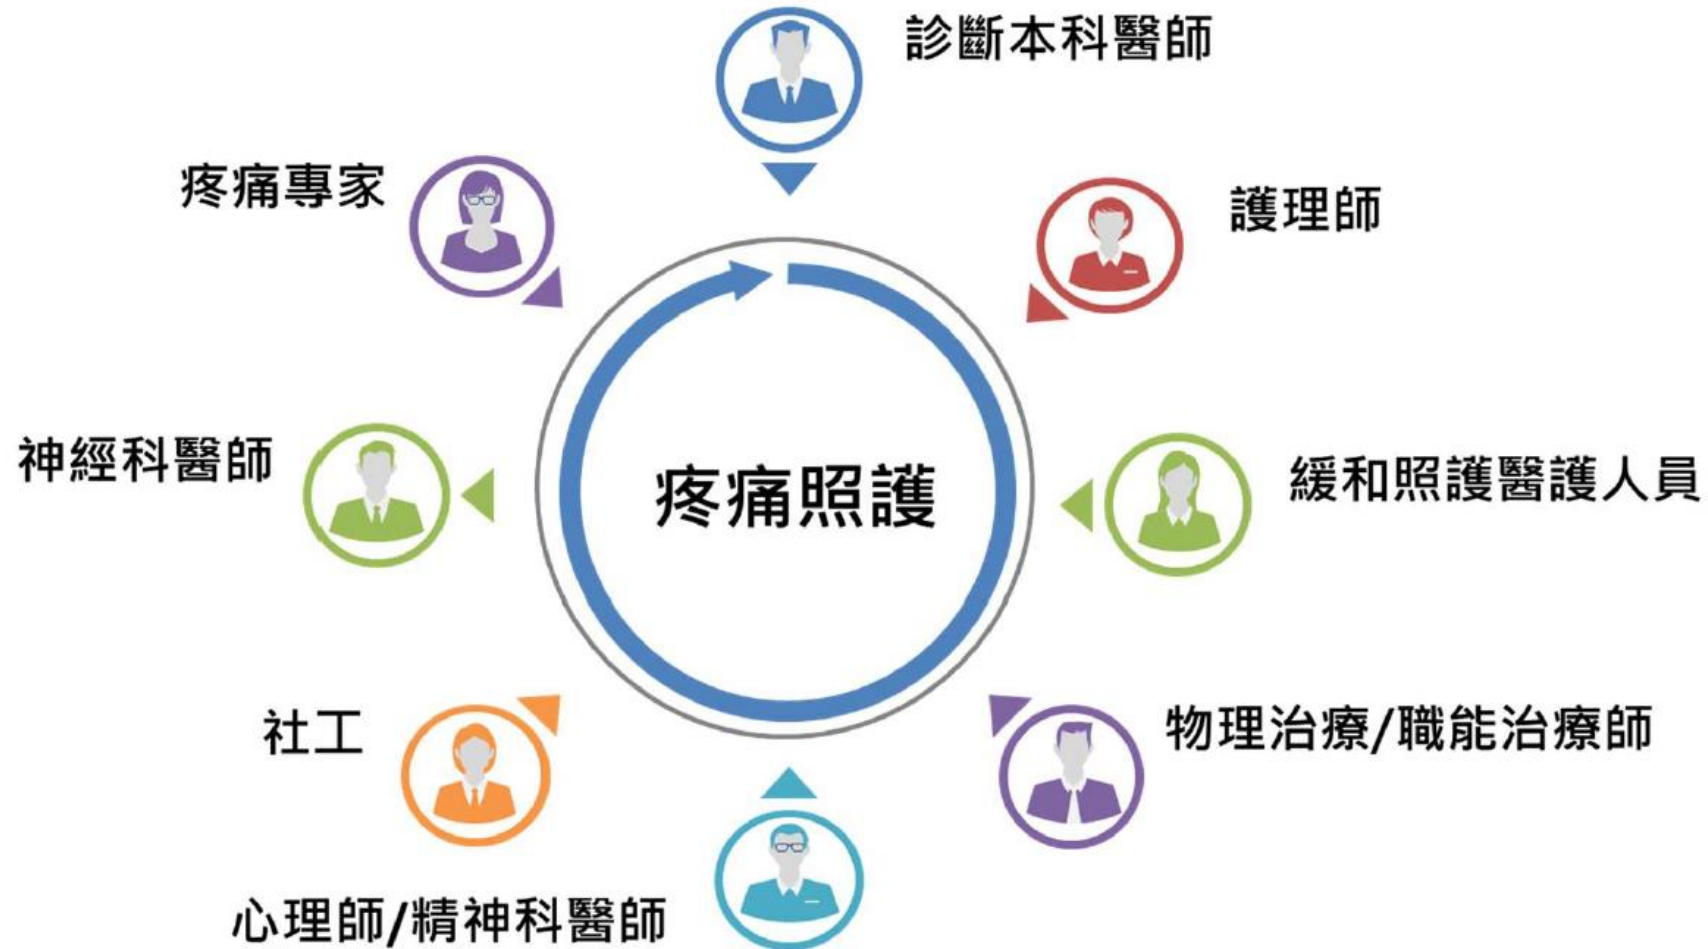 診斷本科醫師
疼痛專家
護理師
神經科醫師
疼痛照護
緩和照護醫護人員
社工
物理治療/職能治療師
心理師/精神科醫師